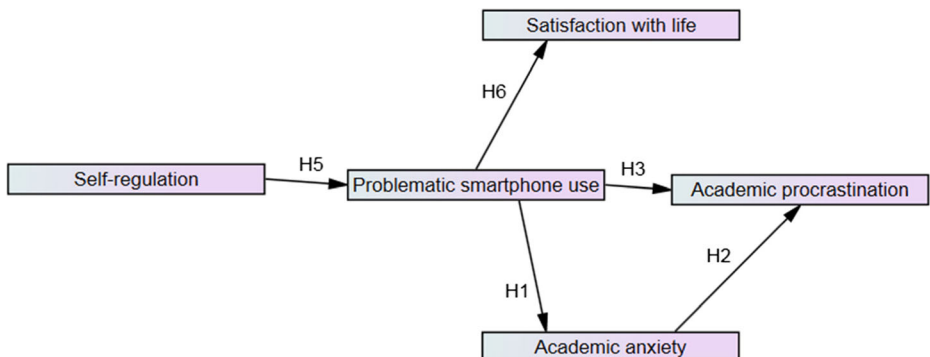 Satisfaction with life
H6
H5
H3
Self-regulation
Problematic smartphone use
Academic procrastination
H2
H1
Academic anxiety